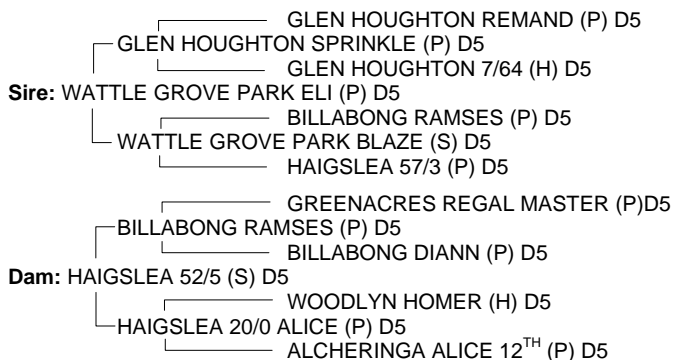 GLEN HOUGHTON REMAND (P) D5
GLEN HOUGHTON SPRINKLE (P) D5
GLEN HOUGHTON 7/64 (H) D5
Sire: WATTLE GROVE PARK ELI (P) D5
BILLABONG RAMSES (P) D5
WATTLE GROVE PARK BLAZE (S) D5
HAIGSLEA 57/3 (P) D5
GREENACRES REGAL MASTER (P)D5
BILLABONG RAMSES (P) D5
BILLABONG DIANN (P) D5
Dam: HAIGSLEA 52/5 (S) D5
WOODLYN HOMER (H) D5
HAIGSLEA 20/0 ALICE (P) D5
ALCHERINGA ALICE 12TH (P) D5